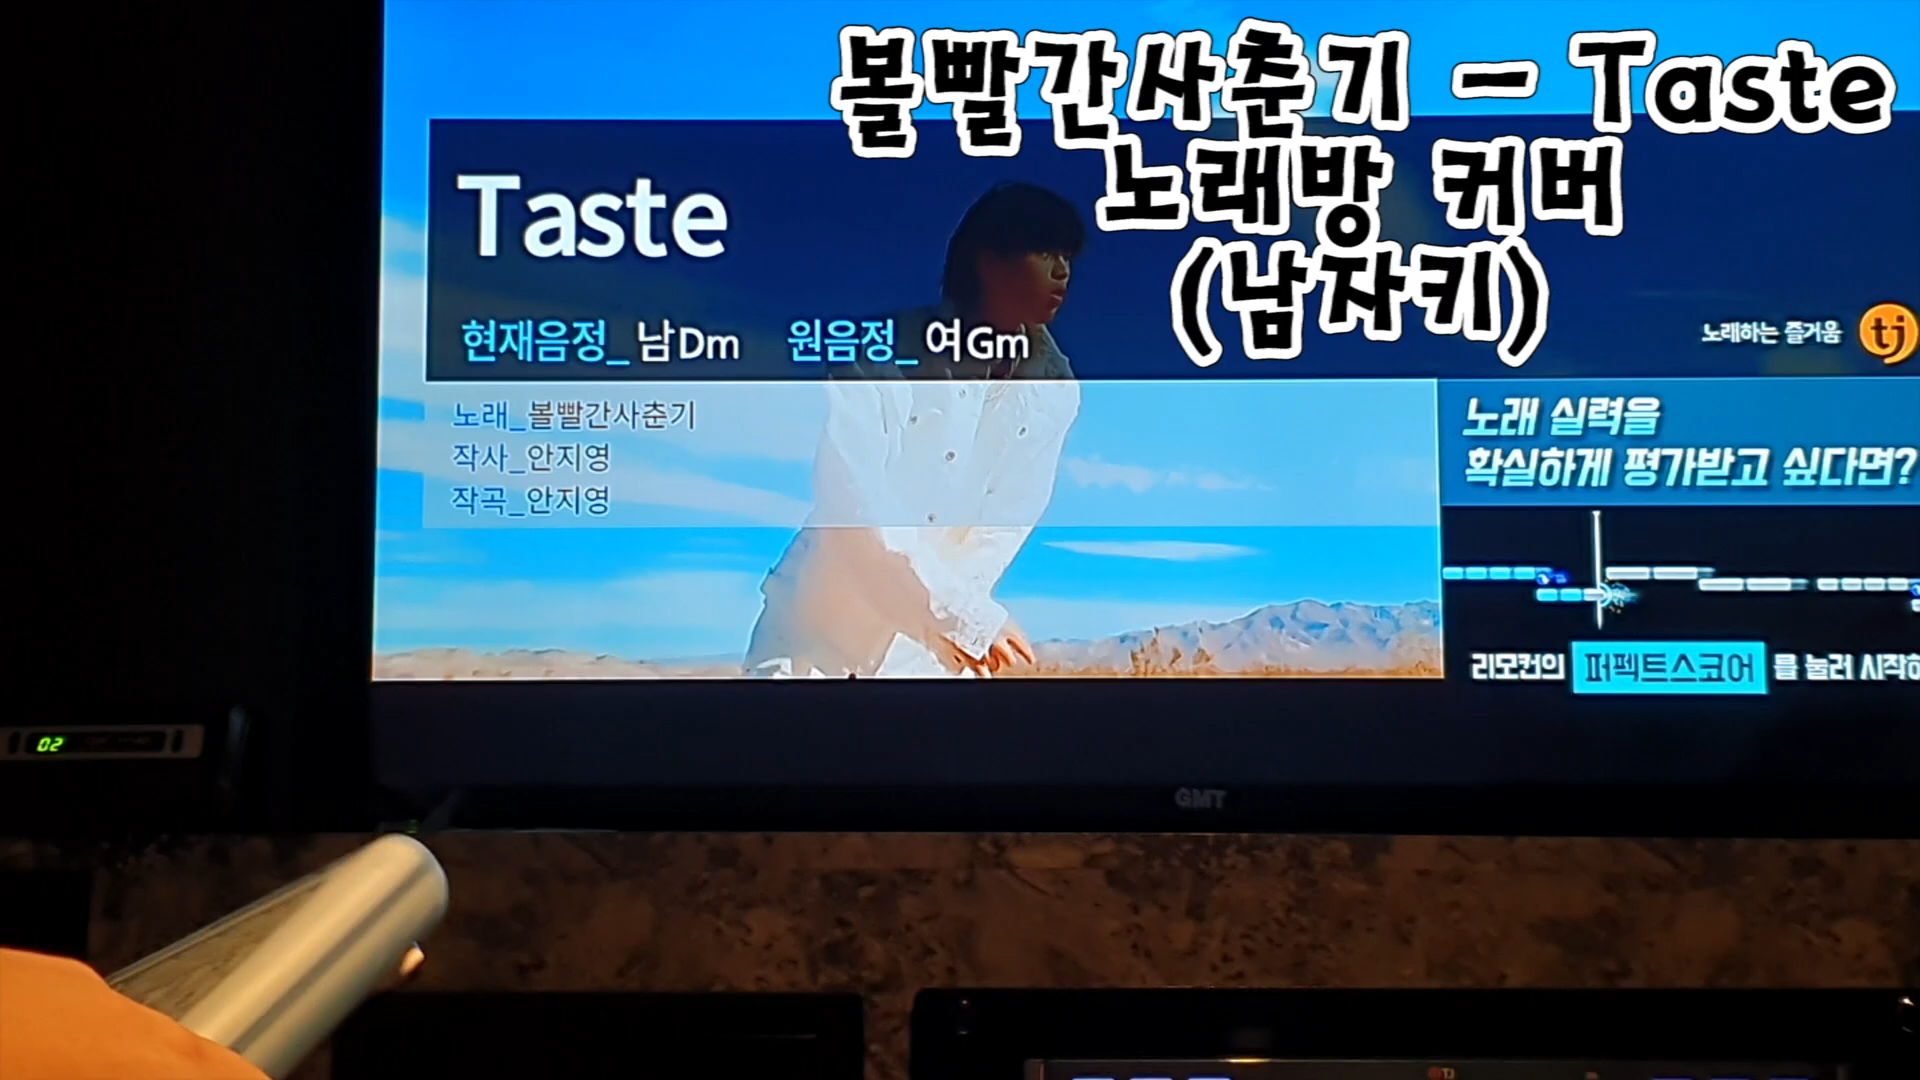 볼빨간사춘기 - Taste
노래방 커버
(남자키)
Taste
현재음정_남Dm 원음정_여Gm
노래하는 즐거움 tj
노래_볼빨간사춘기
작사_안지영
작곡_안지영
노래 실력을
확실하게 평가받고 싶다면?
리모컨의 퍼펙트스코어 를 눌러
02
GMT
TJ